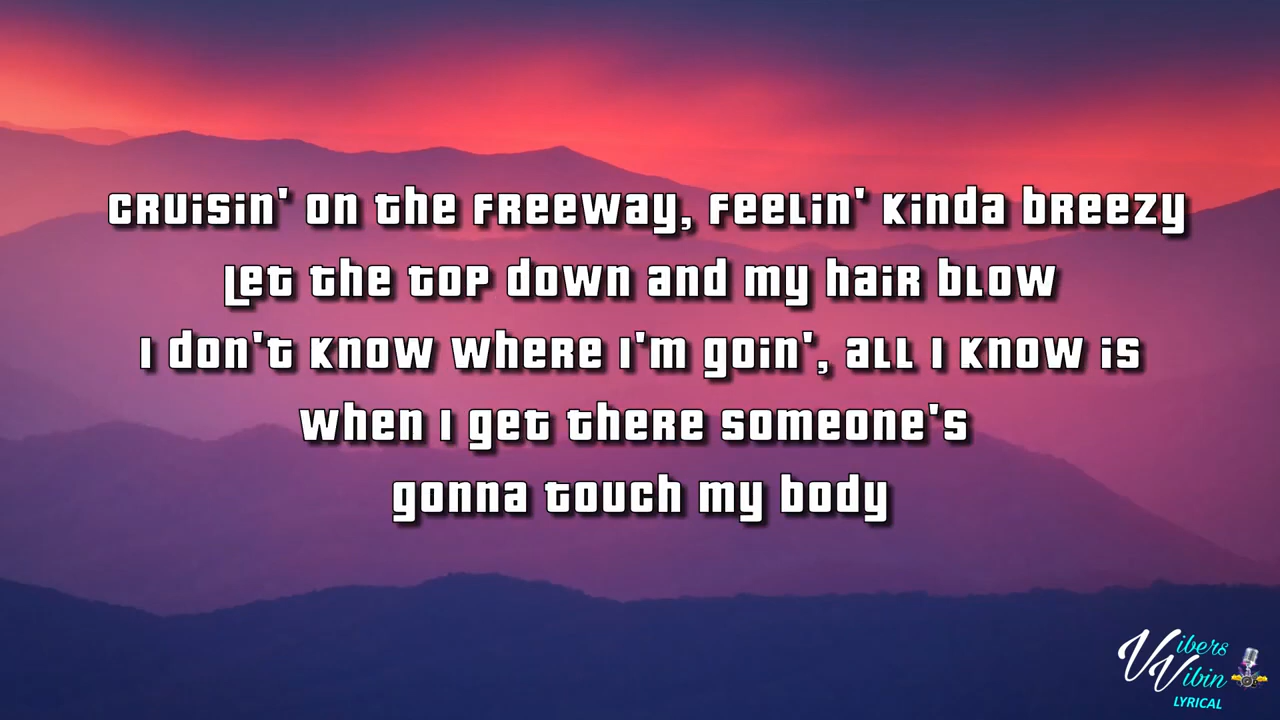 Cruisin' on the freeway, feelin' kinda breezy
Let the top down and my hair blow
I don't know where I'm goin', all I know is
when I get there someone's
gonna touch my body
Vibers
Vibin
LYRICAL